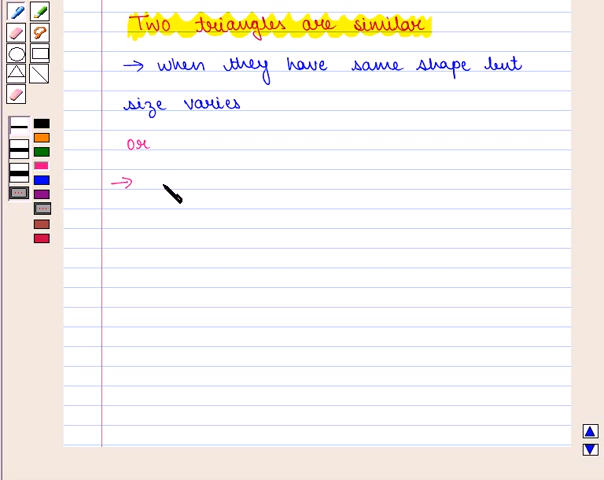 Two triangles are similar
→ when they have same shape but
size varies
or
→